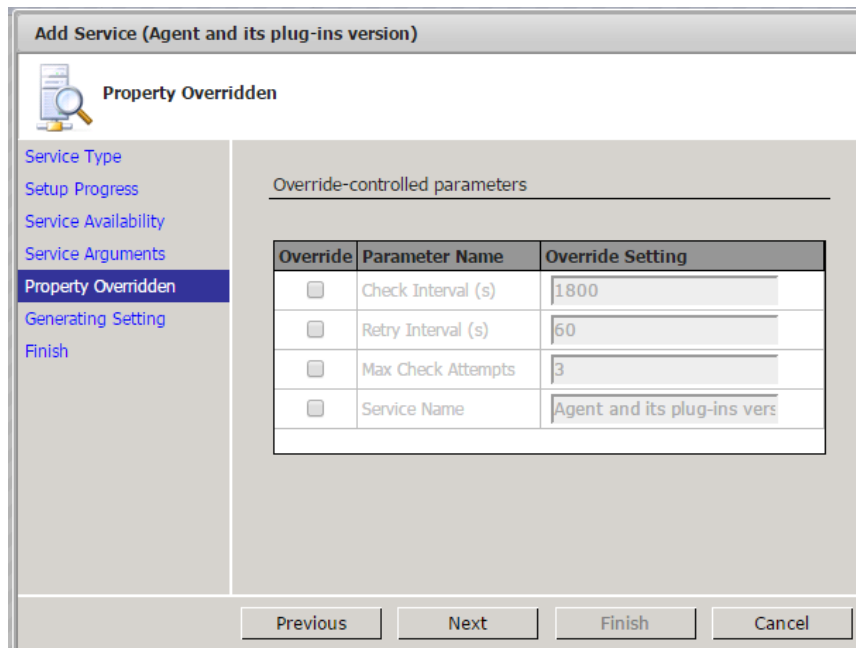 Add Service (Agent and its plug-ins version)
Property Overridden
Service Type
Setup Progress
Service Availability
Service Arguments
Property Overridden
Generating Setting
Finish
Override-controlled parameters
Override Parameter Name Override Setting
Check Interval (s) 1800
Retry Interval (s) 60
Max Check Attempts 3
Service Name Agent and its plug-ins vers
Previous Next Finish Cancel